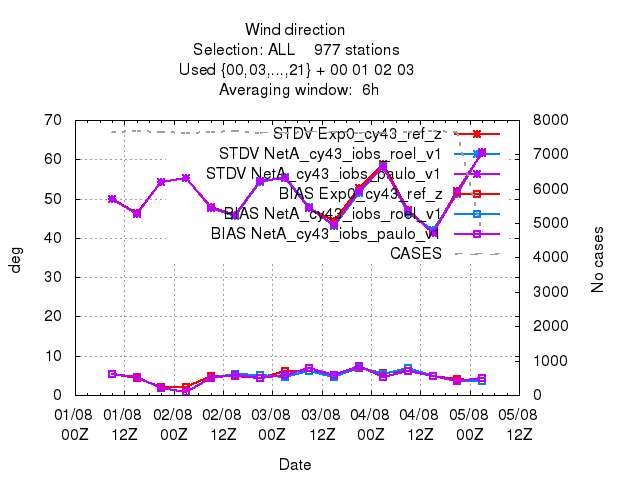 Wind direction
Selection: ALL 977 stations
Used {00,03,...,21} + 00 01 02 03
Averaging window: 6h
70 8000
STDV Exp0_cy43_ref_z
STDV NetA_cy43_iobs_roel_v1
60 7000
STDV NetA_cy43_iobs_paulo_v1
6000
BIAS Exp0_cy43_ref_z
50
BIAS NetA_cy43_iobs_roel_v1
5000
BIAS NetA_cy43_iobs_paulo_v1
40
CASES
4000
deg
No cases
30 3000
20 2000
10 1000
0 0
01/08 01/08 02/08 02/08 03/08 03/08 04/08 04/08 05/08 05/08
00Z 12Z 00Z 12Z 00Z 12Z 00Z 12Z 00Z 12Z
Date